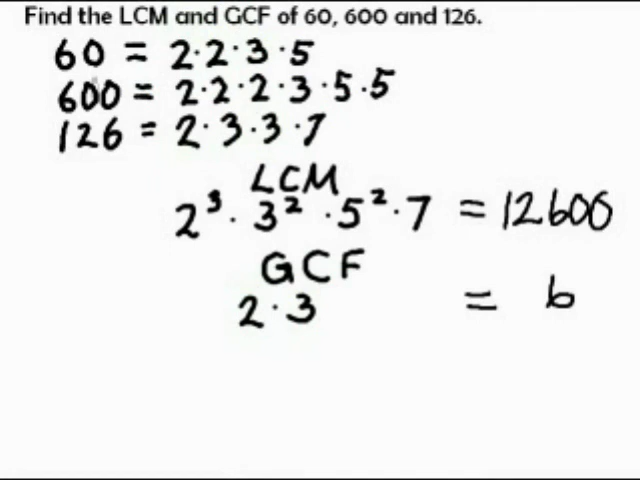 Find the LCM and GCF of 60, 600 and 126.
60 = 2·2·3·5
600 = 2·2·2·3·5·5
126 = 2·3·3·7
LCM
2³·3²·5²·7 = 12600
GCF
2·3 = 6